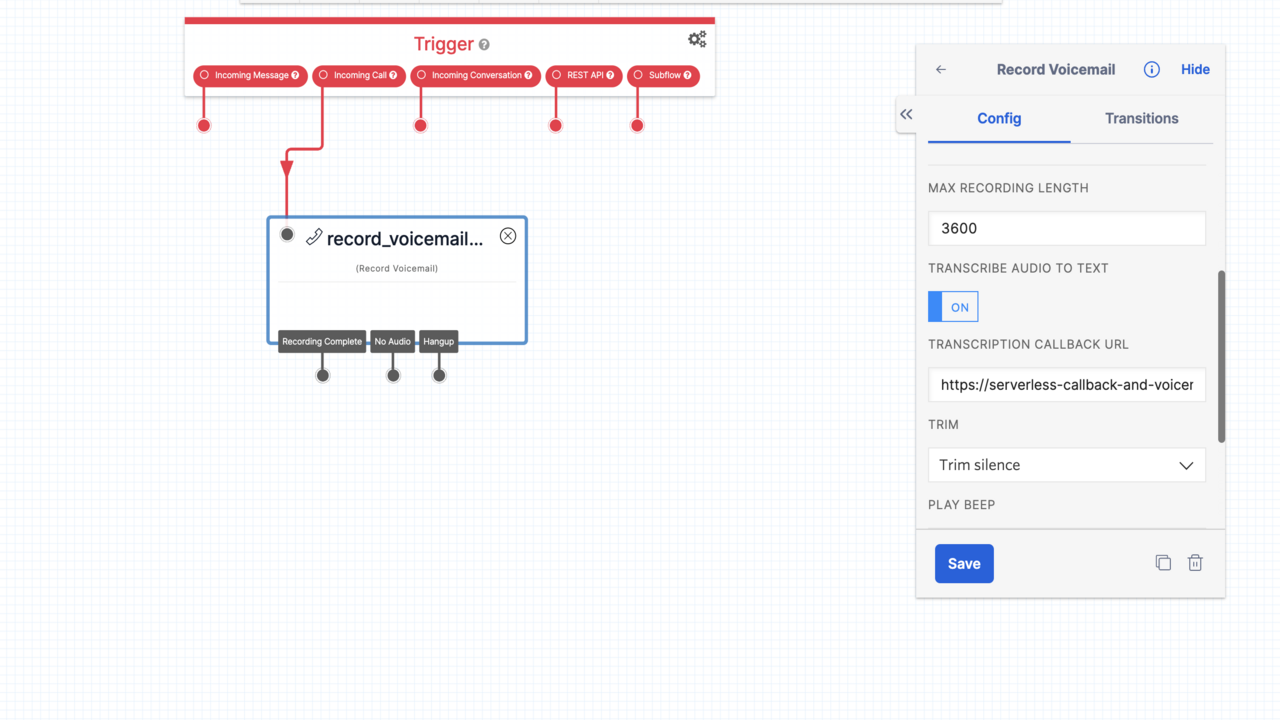 Trigger ?
Incoming Message ?
Incoming Call ?
Incoming Conversation ?
REST API ?
Subflow ?
record_voicemail...
(Record Voicemail)
Recording Complete
No Audio
Hangup
Record Voicemail
Hide
Config
Transitions
MAX RECORDING LENGTH
3600
TRANSCRIBE AUDIO TO TEXT
ON
TRANSCRIPTION CALLBACK URL
https://serverless-callback-and-voicer
TRIM
Trim silence
PLAY BEEP
Save